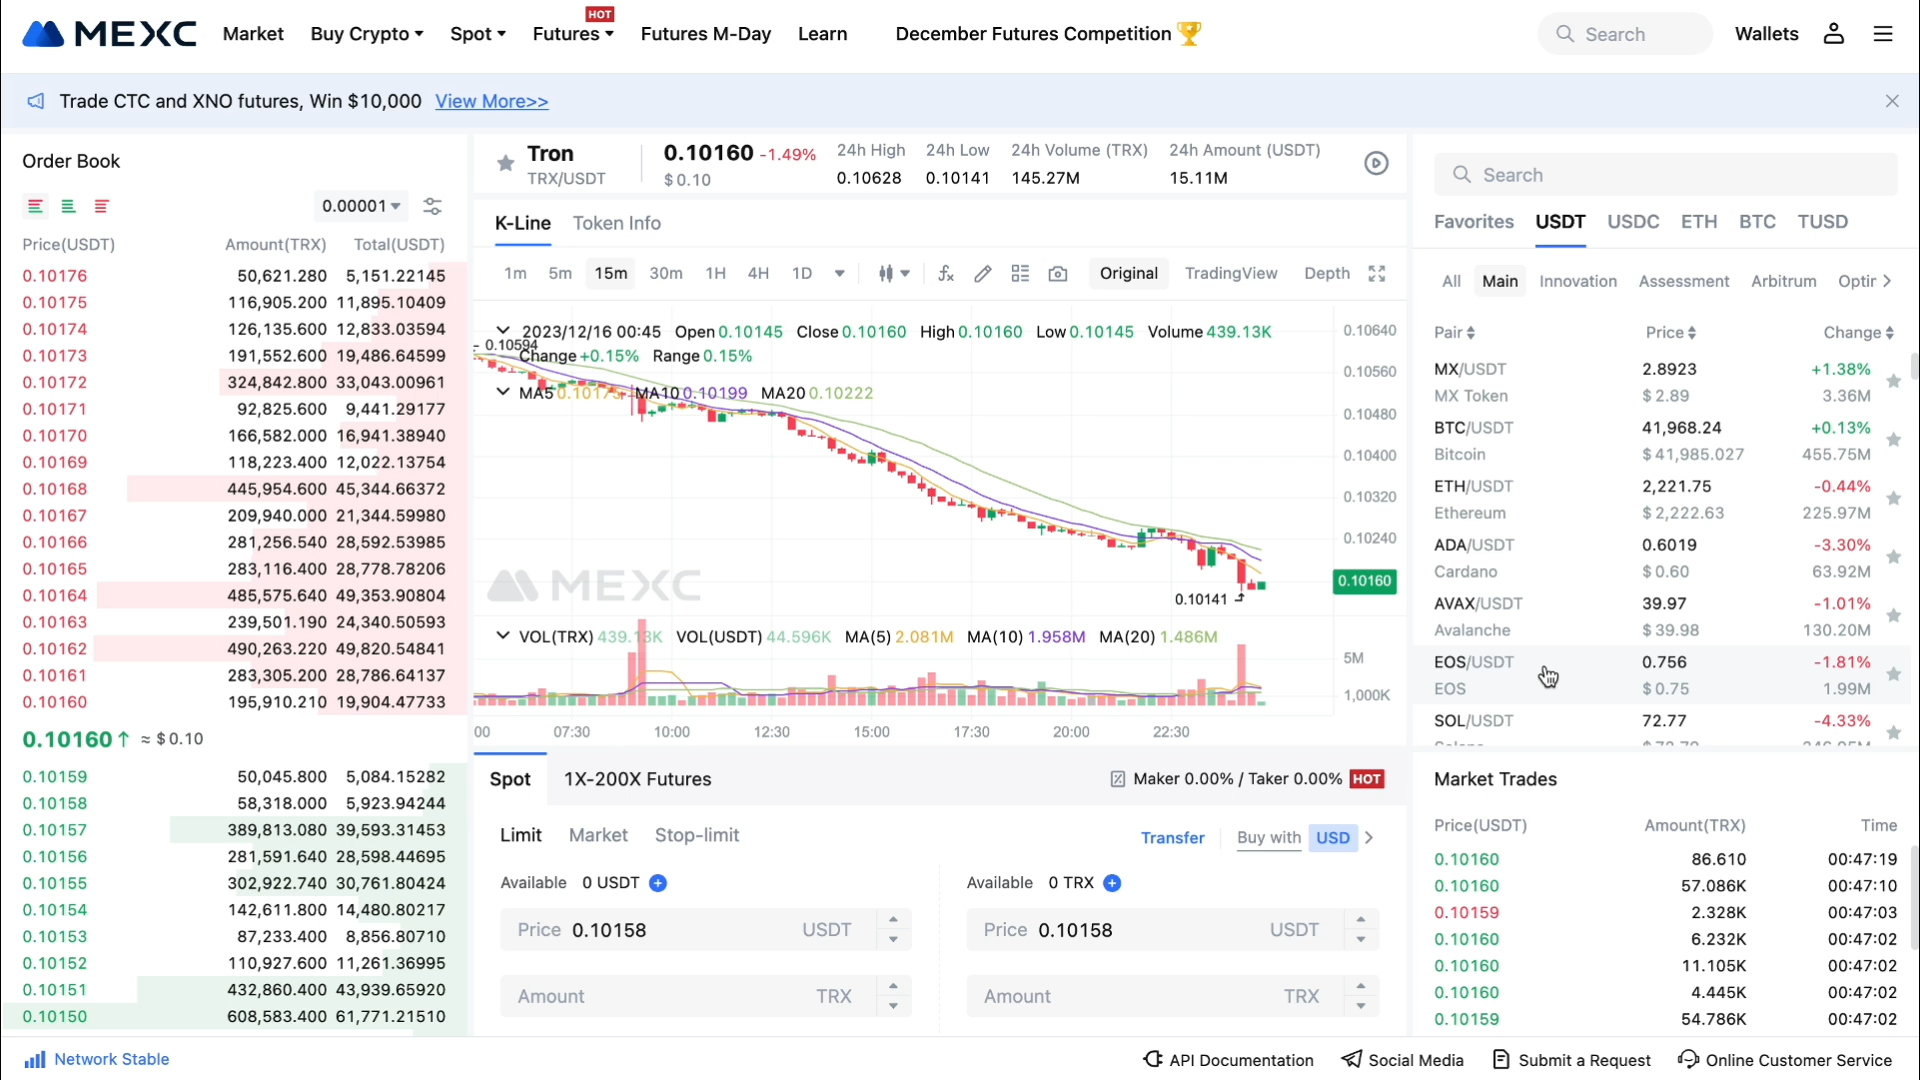 MEXC Market Buy Crypto Spot Futures HOT Futures M-Day Learn December Futures Competition Search Wallets
Trade CTC and XNO futures, Win $10,000 View More>>
Order Book
0.00001
Price(USDT) Amount(TRX) Total(USDT)
0.10176 50,621.280 5,151.22145
0.10175 116,905.200 11,895.10409
0.10174 126,135.600 12,833.03594
0.10173 191,552.600 19,486.64599
0.10172 324,842.800 33,043.00961
0.10171 92,825.600 9,441.29177
0.10170 166,582.000 16,941.38940
0.10169 118,223.400 12,022.13754
0.10168 445,954.600 45,344.66372
0.10167 209,940.000 21,344.59980
0.10166 281,256.540 28,592.53985
0.10165 283,116.400 28,778.78206
0.10164 485,575.640 49,353.90804
0.10163 239,501.190 24,340.50593
0.10162 490,263.220 49,820.54841
0.10161 283,305.200 28,786.64137
0.10160 195,910.210 19,904.47733
0.10160↑ ≈ $ 0.10
0.10159 50,045.800 5,084.15282
0.10158 58,318.000 5,923.94244
0.10157 389,813.080 39,593.31453
0.10156 281,591.640 28,598.44695
0.10155 302,922.740 30,761.80424
0.10154 142,611.800 14,480.80217
0.10153 87,233.400 8,856.80710
0.10152 110,927.600 11,261.36995
0.10151 432,860.400 43,939.65920
0.10150 608,583.400 61,771.21510
Tron 0.10160 -1.49% 24h High 24h Low 24h Volume (TRX) 24h Amount (USDT)
TRX/USDT $ 0.10 0.10628 0.10141 145.27M 15.11M
K-Line Token Info
1m 5m 15m 30m 1H 4H 1D Original TradingView Depth
2023/12/16 00:45 Open 0.10145 Close 0.10160 High 0.10160 Low 0.10145 Volume 439.13K
0.10594
Change +0.15% Range 0.15%
MA5 0.10175 MA10 0.10199 MA20 0.10222
0.10640
0.10560
0.10480
0.10400
0.10320
0.10240
0.10160
MEXC
0.10141
VOL(TRX) 439.13K VOL(USDT) 44.596K MA(5) 2.081M MA(10) 1.958M MA(20) 1.486M
5M
1,000K
00 07:30 10:00 12:30 15:00 17:30 20:00 22:30
Spot 1X-200X Futures Maker 0.00% / Taker 0.00% HOT
Limit Market Stop-limit Transfer Buy with USD
Available 0 USDT Available 0 TRX
Price 0.10158 USDT Price 0.10158 USDT
Amount TRX Amount TRX
Search
Favorites USDT USDC ETH BTC TUSD
All Main Innovation Assessment Arbitrum Optir
Pair Price Change
MX/USDT 2.8923 +1.38%
MX Token $ 2.89 3.36M
BTC/USDT 41,968.24 +0.13%
Bitcoin $ 41,985.027 455.75M
ETH/USDT 2,221.75 -0.44%
Ethereum $ 2,222.63 225.97M
ADA/USDT 0.6019 -3.30%
Cardano $ 0.60 63.92M
AVAX/USDT 39.97 -1.01%
Avalanche $ 39.98 130.20M
EOS/USDT 0.756 -1.81%
EOS $ 0.75 1.99M
SOL/USDT 72.77 -4.33%
Market Trades
Price(USDT) Amount(TRX) Time
0.10160 86.610 00:47:19
0.10160 57.086K 00:47:10
0.10159 2.328K 00:47:03
0.10160 6.232K 00:47:02
0.10160 11.105K 00:47:02
0.10160 4.445K 00:47:02
0.10159 54.786K 00:47:02
Network Stable API Documentation Social Media Submit a Request Online Customer Service